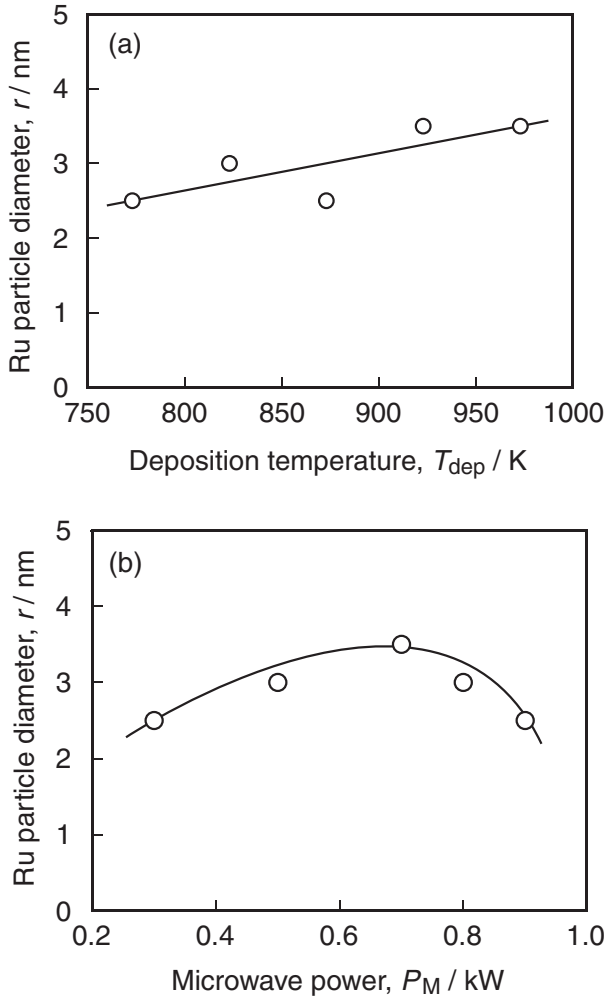 (a)
Ru particle diameter, r / nm
5
4
3
2
1
0
750 800 850 900 950 1000
Deposition temperature, Tdep / K
(b)
Ru particle diameter, r / nm
5
4
3
2
1
0
0.2 0.4 0.6 0.8 1.0
Microwave power, PM / kW